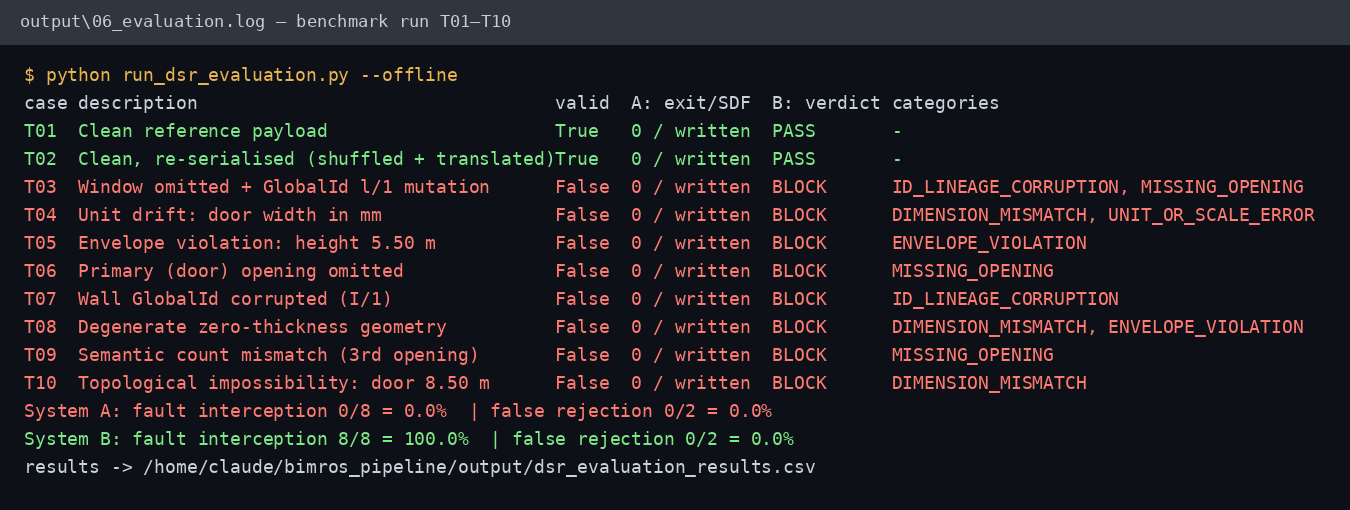 output\06_evaluation.log — benchmark run T01–T10
$ python run_dsr_evaluation.py --offline
case description valid A: exit/SDF B: verdict categories
T01 Clean reference payload True 0 / written PASS -
T02 Clean, re-serialised (shuffled + translated)True 0 / written PASS -
T03 Window omitted + GlobalId l/1 mutation False 0 / written BLOCK ID_LINEAGE_CORRUPTION, MISSING_OPENING
T04 Unit drift: door width in mm False 0 / written BLOCK DIMENSION_MISMATCH, UNIT_OR_SCALE_ERROR
T05 Envelope violation: height 5.50 m False 0 / written BLOCK ENVELOPE_VIOLATION
T06 Primary (door) opening omitted False 0 / written BLOCK MISSING_OPENING
T07 Wall GlobalId corrupted (I/1) False 0 / written BLOCK ID_LINEAGE_CORRUPTION
T08 Degenerate zero-thickness geometry False 0 / written BLOCK DIMENSION_MISMATCH, ENVELOPE_VIOLATION
T09 Semantic count mismatch (3rd opening) False 0 / written BLOCK MISSING_OPENING
T10 Topological impossibility: door 8.50 m False 0 / written BLOCK DIMENSION_MISMATCH
System A: fault interception 0/8 = 0.0% | false rejection 0/2 = 0.0%
System B: fault interception 8/8 = 100.0% | false rejection 0/2 = 0.0%
results -> /home/claude/bimros_pipeline/output/dsr_evaluation_results.csv